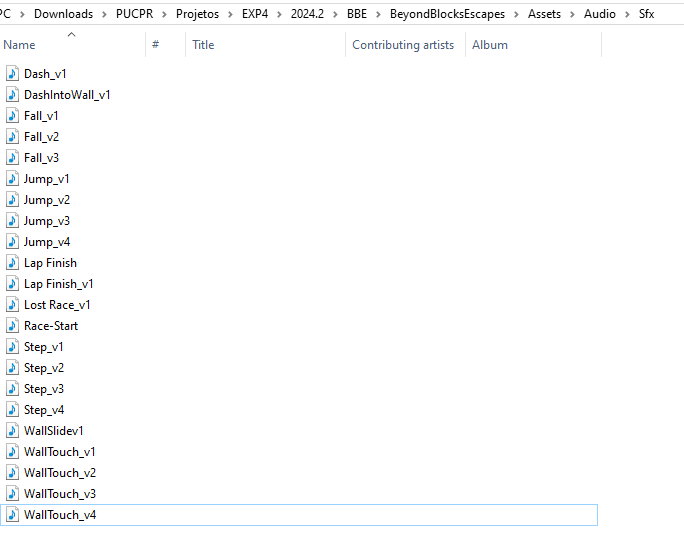 PC > Downloads > PUCPR > Projetos > EXP4 > 2024.2 > BBE > BeyondBlocksEscapes > Assets > Audio > Sfx
Name # Title Contributing artists Album
Dash_v1
DashIntoWall_v1
Fall_v1
Fall_v2
Fall_v3
Jump_v1
Jump_v2
Jump_v3
Jump_v4
Lap Finish
Lap Finish_v1
Lost Race_v1
Race-Start
Step_v1
Step_v2
Step_v3
Step_v4
WallSlidev1
WallTouch_v1
WallTouch_v2
WallTouch_v3
WallTouch_v4